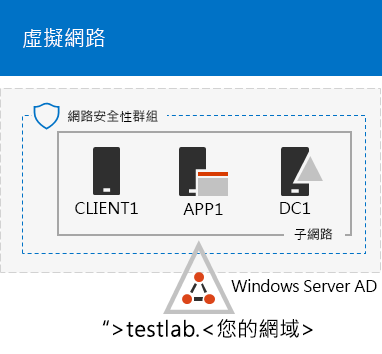 虛擬網路
網路安全性群組
CLIENT1
APP1
DC1
子網路
Windows Server AD
“>testlab.<您的網域>